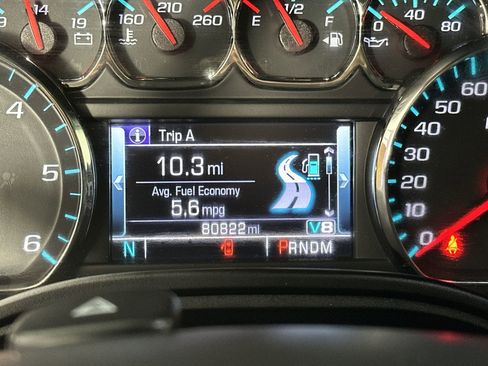 14 19
160 210 260
E 1/2 F
0 40 80
Trip A
10.3 mi
Avg. Fuel Economy
5.6 mpg
80822 mi
V8
N
PRNDM
4
5
6
60
50
40
30
20
10
0